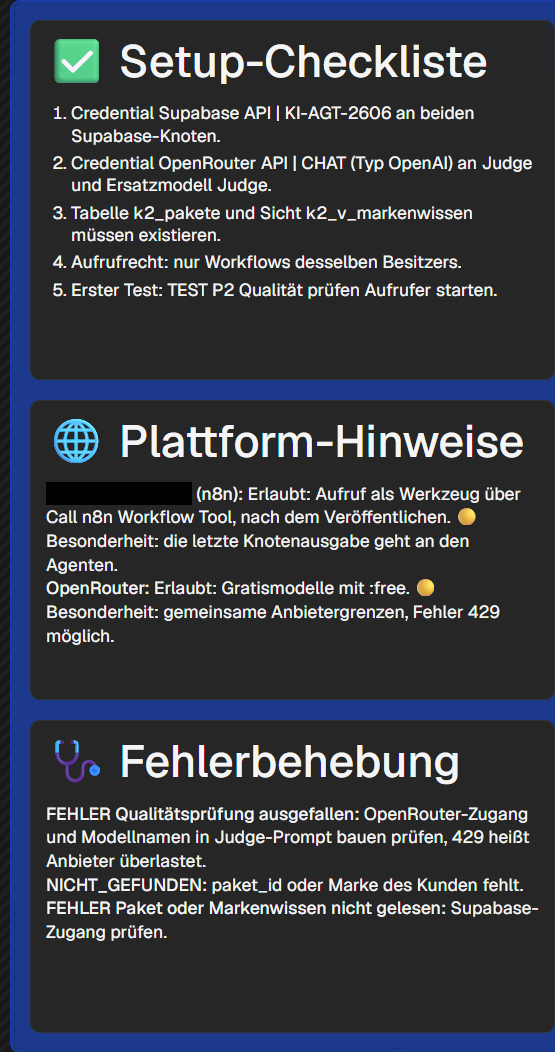 Setup-Checkliste
1. Credential Supabase API | KI-AGT-2606 an beiden
Supabase-Knoten.
2. Credential OpenRouter API | CHAT (Typ OpenAI) an Judge
und Ersatzmodell Judge.
3. Tabelle k2_pakete und Sicht k2_v_markenwissen
müssen existieren.
4. Aufrufrecht: nur Workflows desselben Besitzers.
5. Erster Test: TEST P2 Qualität prüfen Aufrufer starten.
Plattform-Hinweise
(n8n): Erlaubt: Aufruf als Werkzeug über
Call n8n Workflow Tool, nach dem Veröffentlichen.
Besonderheit: die letzte Knotenausgabe geht an den
Agenten.
OpenRouter: Erlaubt: Gratismodelle mit :free.
Besonderheit: gemeinsame Anbietergrenzen, Fehler 429
möglich.
Fehlerbehebung
FEHLER Qualitätsprüfung ausgefallen: OpenRouter-Zugang
und Modellnamen in Judge-Prompt bauen prüfen, 429 heißt
Anbieter überlastet.
NICHT_GEFUNDEN: paket_id oder Marke des Kunden fehlt.
FEHLER Paket oder Markenwissen nicht gelesen: Supabase-
Zugang prüfen.